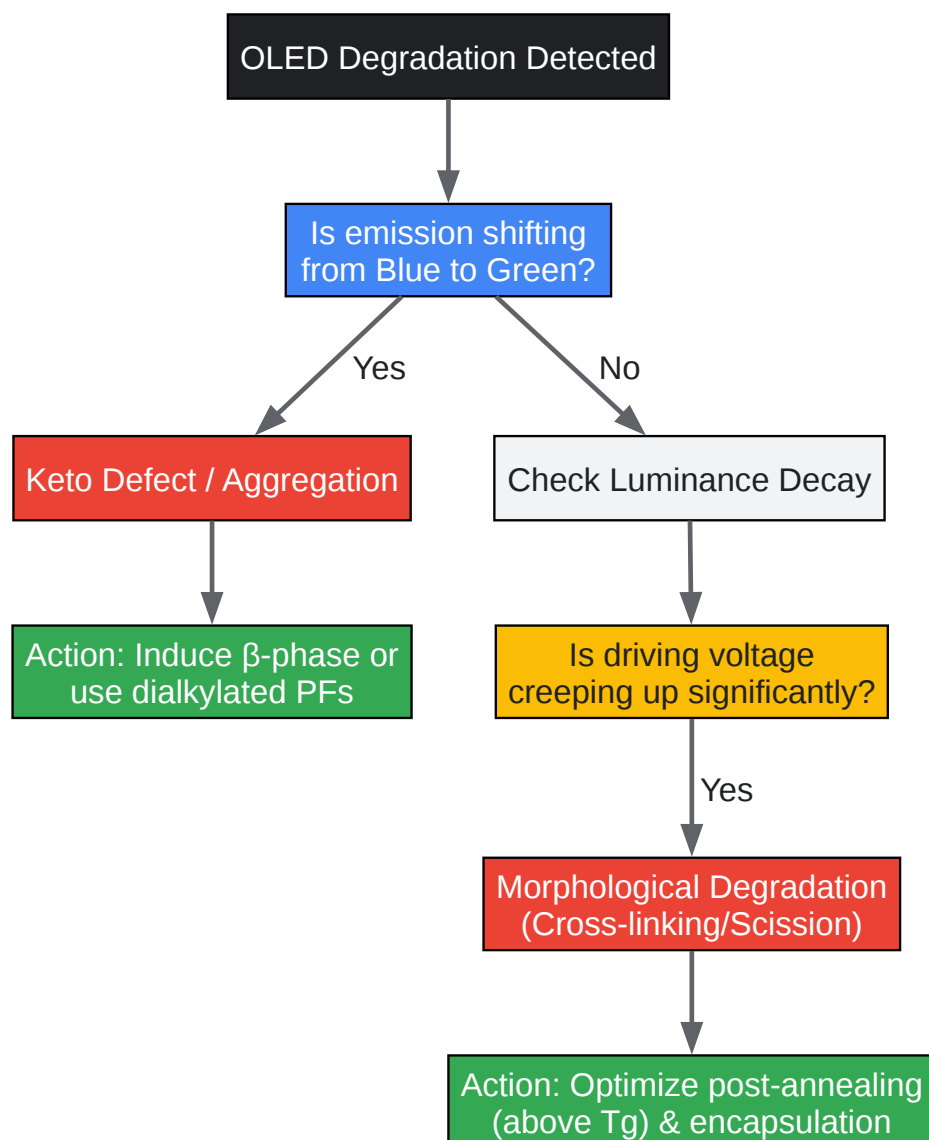 OLED Degradation Detected
Is emission shifting
from Blue to Green?
Yes
No
Keto Defect / Aggregation
Check Luminance Decay
Action: Induce β-phase or
use dialkylated PFs
Is driving voltage
creeping up significantly?
Yes
Morphological Degradation
(Cross-linking/Scission)
Action: Optimize post-annealing
(above Tg) & encapsulation